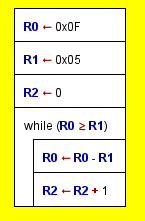 R0 ← 0x0F
R1 ← 0x05
R2 ← 0
while (R0 ≥ R1)
R0 ← R0 - R1
R2 ← R2 + 1